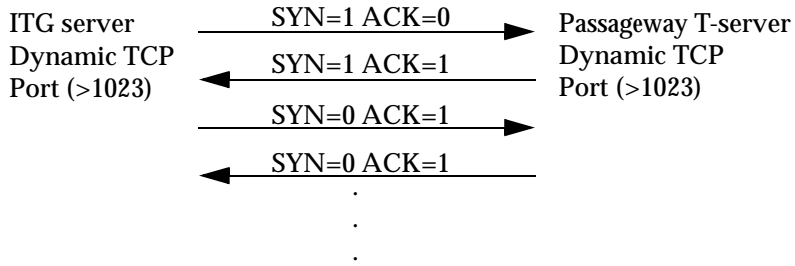 ITG server
Dynamic TCP
Port (>1023)
SYN=1 ACK=0
SYN=1 ACK=1
SYN=0 ACK=1
SYN=0 ACK=1
.
.
.
Passageway T-server
Dynamic TCP
Port (>1023)